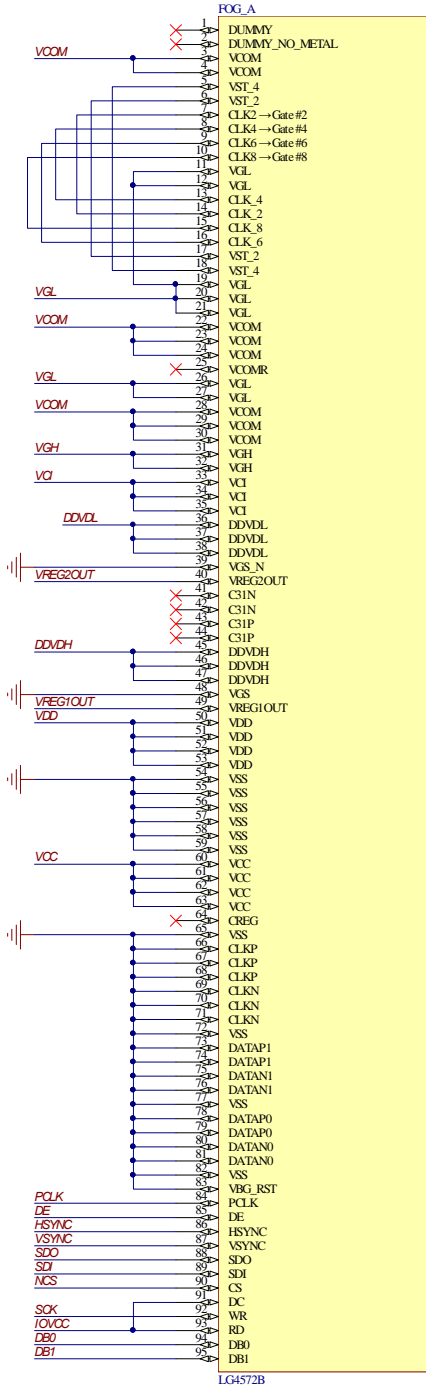 FOG_A
1 DUMMY
2 DUMMY_NO_METAL
VCOM 3 VCOM
4 VCOM
5 VST_4
6 VST_2
7 CLK2→Gate #2
8 CLK4→Gate #4
9 CLK6→Gate #6
10 CLK8→Gate #8
11 VGL
12 VGL
13 CLK_4
14 CLK_2
15 CLK_8
16 CLK_6
17 VST_2
18 VST_4
19 VGL
VGL 20 VGL
21 VGL
VCOM 22 VCOM
23 VCOM
24 VCOM
25 VCOMR
VGL 26 VGL
27 VGL
VCOM 28 VCOM
29 VCOM
30 VCOM
VGH 31 VGH
32 VGH
VCI 33 VCI
34 VCI
35 VCI
DDVDL 36 DDVDL
37 DDVDL
38 DDVDL
39 VGS_N
VREG2OUT 40 VREG2OUT
41 C31N
42 C31N
43 C31P
44 C31P
DDVDH 45 DDVDH
46 DDVDH
47 DDVDH
48 VGS
VREG1OUT 49 VREG1OUT
VDD 50 VDD
51 VDD
52 VDD
53 VDD
54 VSS
55 VSS
56 VSS
57 VSS
58 VSS
59 VSS
VCC 60 VCC
61 VCC
62 VCC
63 VCC
64 CREG
65 VSS
66 CLKP
67 CLKP
68 CLKP
69 CLKN
70 CLKN
71 CLKN
72 VSS
73 DATAP1
74 DATAP1
75 DATAN1
76 DATAN1
77 VSS
78 DATAP0
79 DATAP0
80 DATAN0
81 DATAN0
82 VSS
83 VBG_RST
PCLK 84 PCLK
DE 85 DE
HSYNC 86 HSYNC
VSYNC 87 VSYNC
SDO 88 SDO
SDI 89 SDI
NCS 90 CS
91 DC
SCK 92 WR
IOVCC 93 RD
DB0 94 DB0
DB1 95 DB1
LG4572B